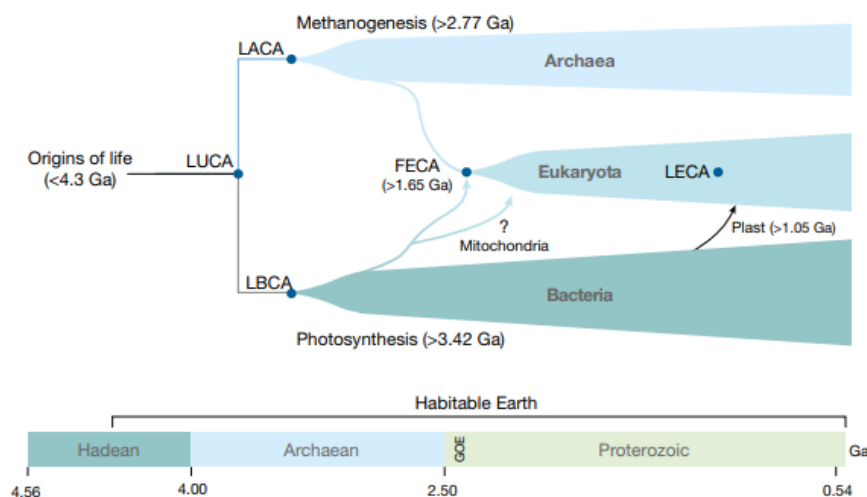 Methanogenesis (>2.77 Ga)
LACA
Archaea
Origins of life
(<4.3 Ga)
LUCA
FECA
(>1.65 Ga)
Eukaryota
LECA
?
Mitochondria
Plast (>1.05 Ga)
LBCA
Bacteria
Photosynthesis (>3.42 Ga)
Habitable Earth
Hadean
Archaean
GOE
Proterozoic
Ga
4.56
4.00
2.50
0.54